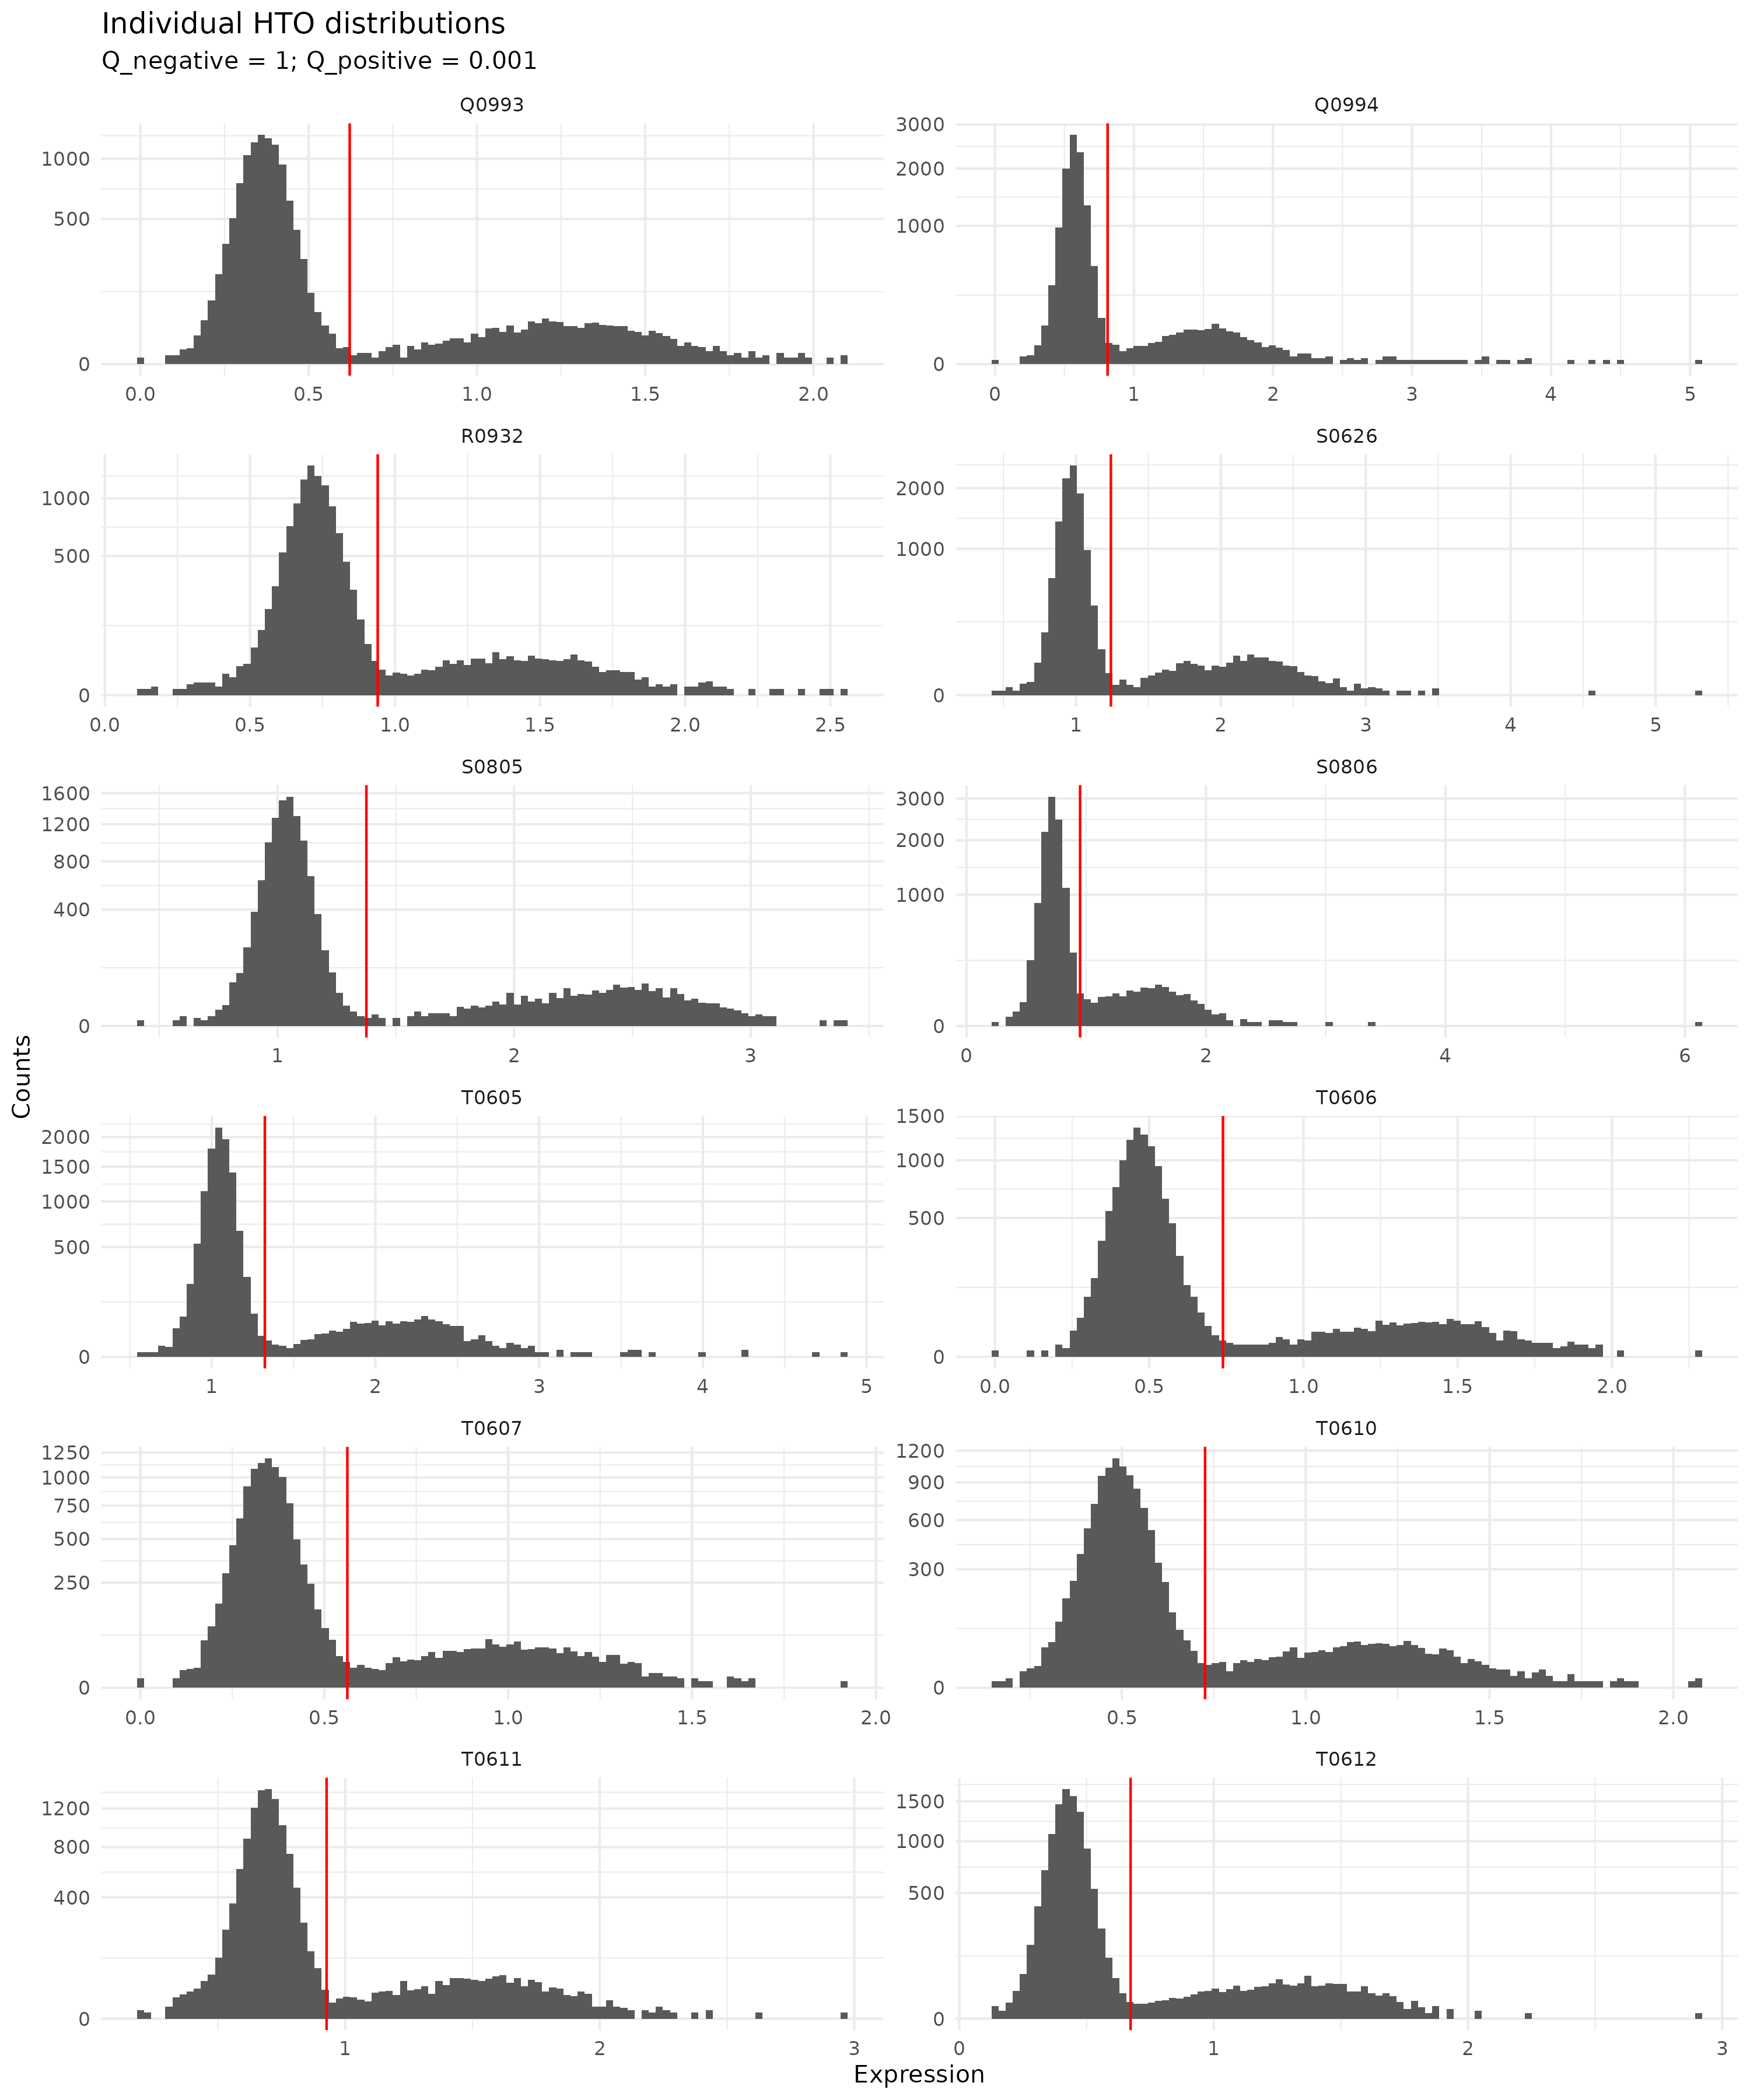 Individual HTO distributions
Q_negative = 1; Q_positive = 0.001
Q0993
1000
500
0
0.0 0.5 1.0 1.5 2.0
Q0994
3000
2000
1000
0
0 1 2 3 4 5
R0932
1000
500
0
0.0 0.5 1.0 1.5 2.0 2.5
S0626
2000
1000
0
1 2 3 4 5
S0805
1600
1200
800
400
0
1 2 3
S0806
3000
2000
1000
0
0 2 4 6
Counts
T0605
2000
1500
1000
500
0
1 2 3 4 5
T0606
1500
1000
500
0
0.0 0.5 1.0 1.5 2.0
T0607
1250
1000
750
500
250
0
0.0 0.5 1.0 1.5 2.0
T0610
1200
900
600
300
0
0.5 1.0 1.5 2.0
T0611
1200
800
400
0
1 2 3
T0612
1500
1000
500
0
0 1 2 3
Expression